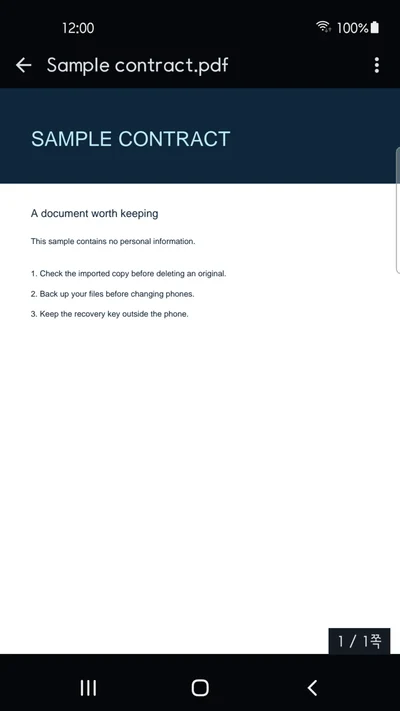 12:00
100%
Sample contract.pdf
SAMPLE CONTRACT
A document worth keeping
This sample contains no personal information.
1. Check the imported copy before deleting an original.
2. Back up your files before changing phones.
3. Keep the recovery key outside the phone.
1 / 1쪽